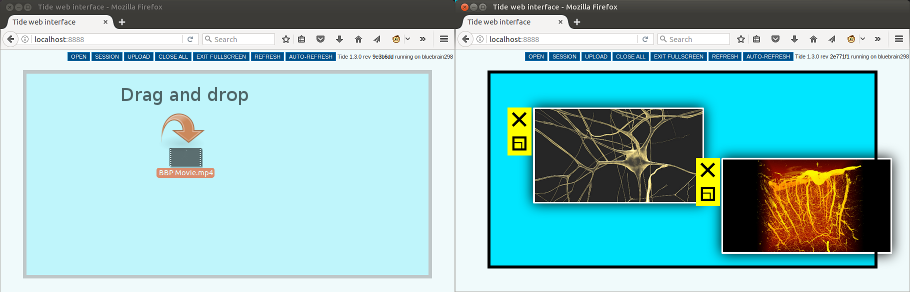 Tide web interface - Mozilla Firefox
Tide web interface
localhost:8888
Search
OPEN SESSION UPLOAD CLOSE ALL EXIT FULLSCREEN REFRESH AUTO-REFRESH Tide 1.3.0 rev 9e3b6dd running on bluebrain298
Drag and drop
BBP Movie.mp4
Tide web interface - Mozilla Firefox
Tide web interface
localhost:8888
Search
OPEN SESSION UPLOAD CLOSE ALL EXIT FULLSCREEN REFRESH AUTO-REFRESH Tide 1.3.0 rev 2e771f1 running on bluebrain298